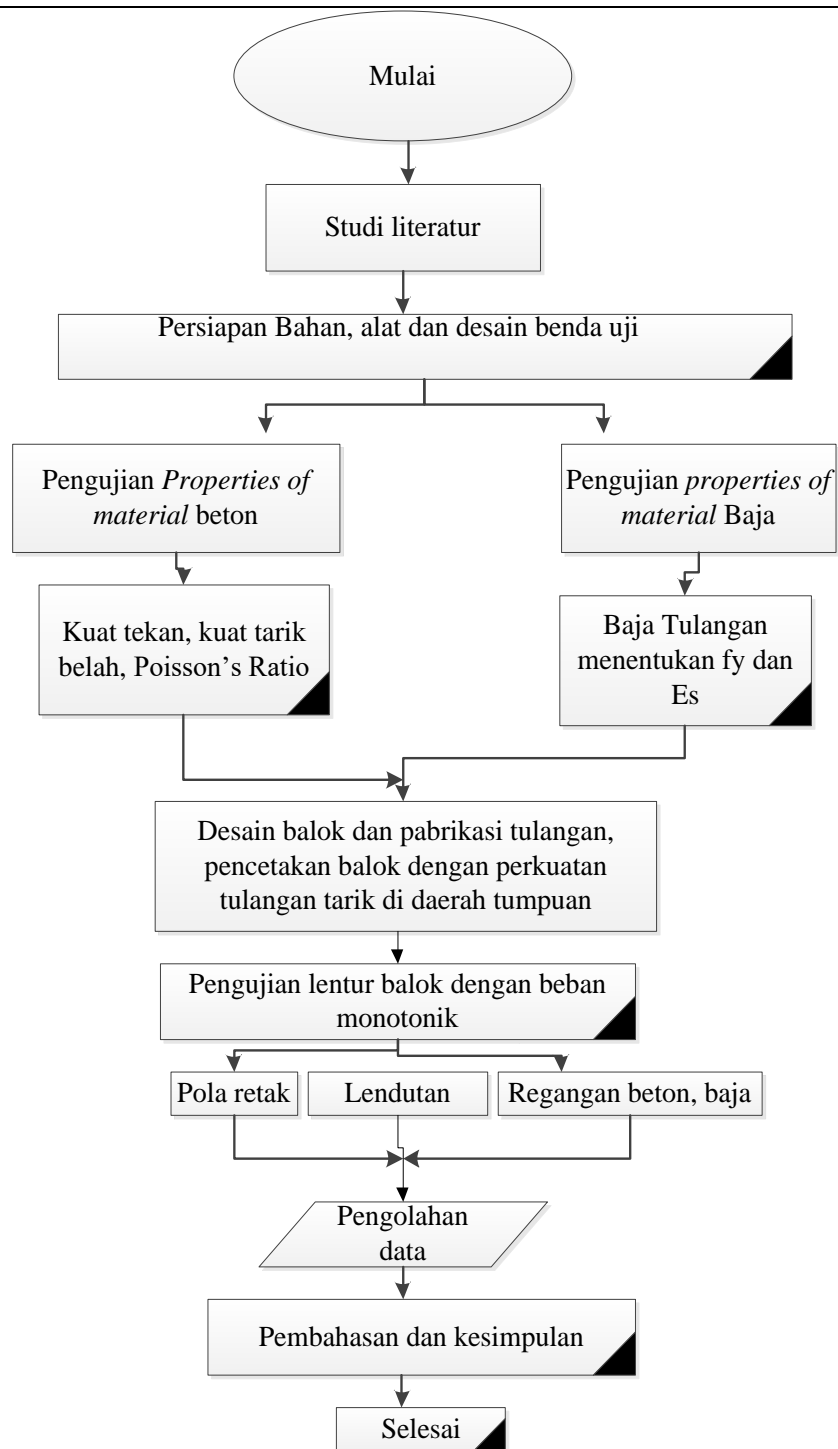 Mulai
Studi literatur
Persiapan Bahan, alat dan desain benda uji
Pengujian Properties of
material beton
Pengujian properties of
material Baja
Kuat tekan, kuat tarik
belah, Poisson’s Ratio
Baja Tulangan
menentukan fy dan
Es
Desain balok dan pabrikasi tulangan,
pencetakan balok dengan perkuatan
tulangan tarik di daerah tumpuan
Pengujian lentur balok dengan beban
monotonik
Pola retak
Lendutan
Regangan beton, baja
Pengolahan
data
Pembahasan dan kesimpulan
Selesai